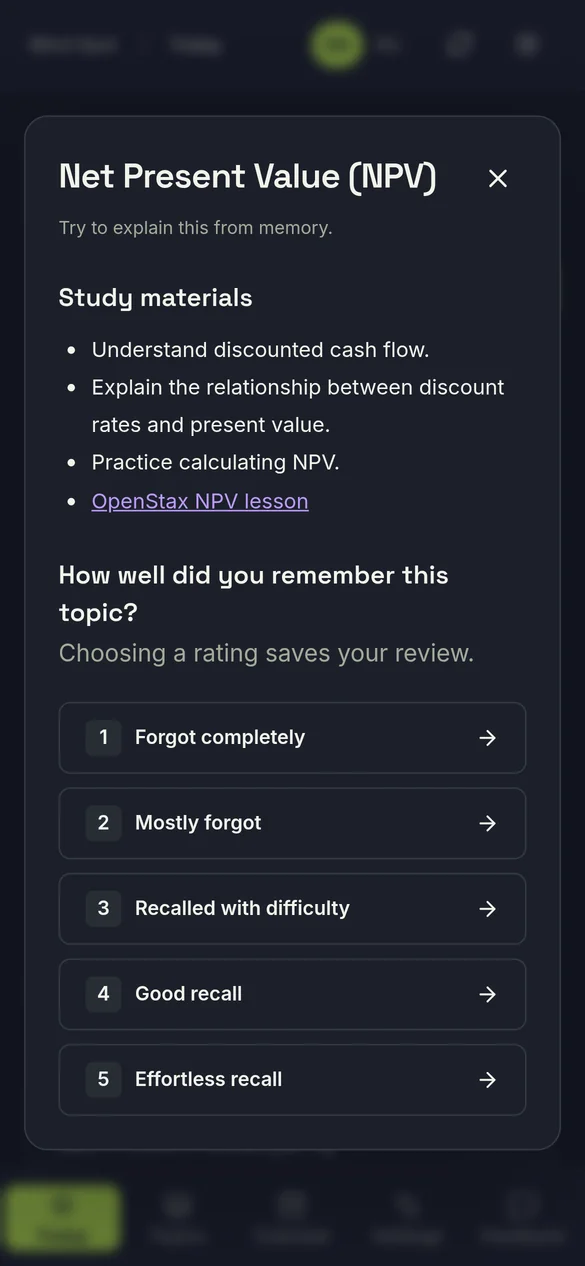 Net Present Value (NPV)
Try to explain this from memory.
Study materials
Understand discounted cash flow.
Explain the relationship between discount
rates and present value.
Practice calculating NPV.
OpenStax NPV lesson
How well did you remember this
topic?
Choosing a rating saves your review.
1 Forgot completely
2 Mostly forgot
3 Recalled with difficulty
4 Good recall
5 Effortless recall